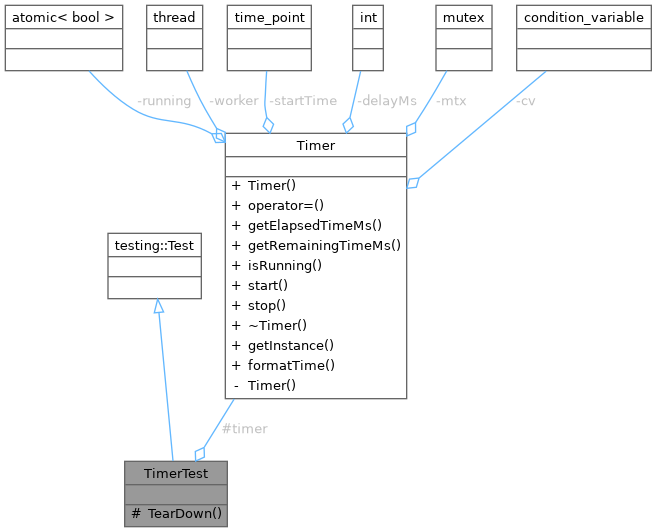 atomic< bool >
thread
time_point
int
mutex
condition_variable
-running
-worker
-startTime
-delayMs
-mtx
-cv
Timer
+ Timer()
+ operator=()
+ getElapsedTimeMs()
+ getRemainingTimeMs()
+ isRunning()
+ start()
+ stop()
+ ~Timer()
+ getInstance()
+ formatTime()
- Timer()
testing::Test
#timer
TimerTest
# TearDown()